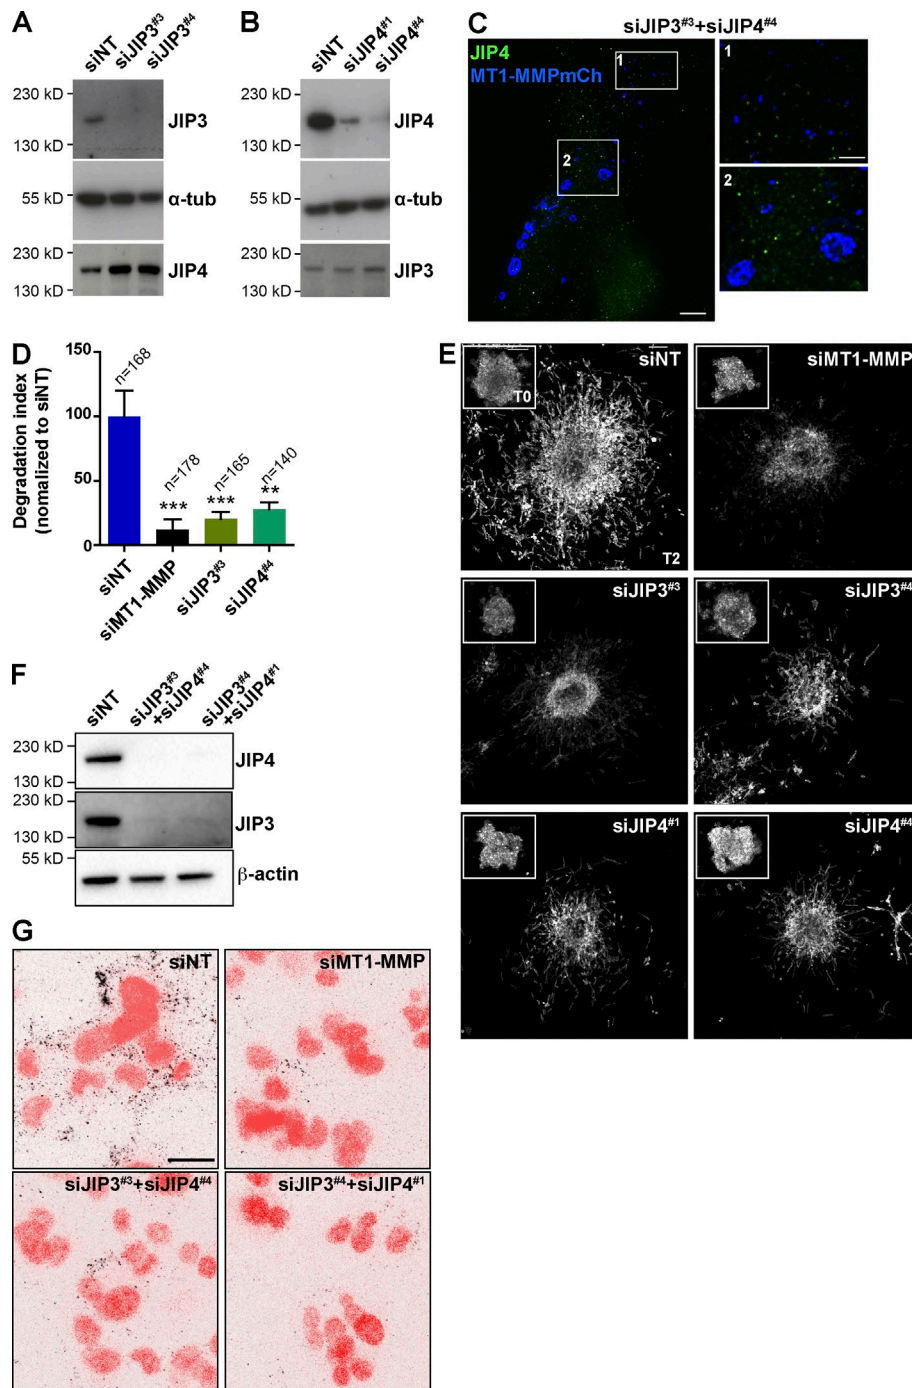 A
siNT
siJIP3#3
siJIP3#4
230 kD
130 kD
JIP3
55 kD
α-tub
230 kD
130 kD
JIP4
B
siNT
siJIP4#1
siJIP4#4
230 kD
130 kD
JIP4
55 kD
α-tub
230 kD
130 kD
JIP3
C
siJIP3#3+siJIP4#4
JIP4
MT1-MMPmCh
1
2
1
2
D
Degradation index
(nomalized to siNT)
150
100
50
0
n=168
n=178
n=165
n=140
***
***
**
siNT
siMT1-MMP
siJIP3#3
siJIP4#4
E
siNT
T0
T2
siMT1-MMP
siJIP3#3
siJIP3#4
siJIP4#1
siJIP4#4
F
siNT
siJIP3#3
+siJIP4#4
siJIP3#4
+siJIP4#1
230 kD
130 kD
JIP4
230 kD
130 kD
JIP3
55 kD
β-actin
G
siNT
siMT1-MMP
siJIP3#3+siJIP4#4
siJIP3#4+siJIP4#1